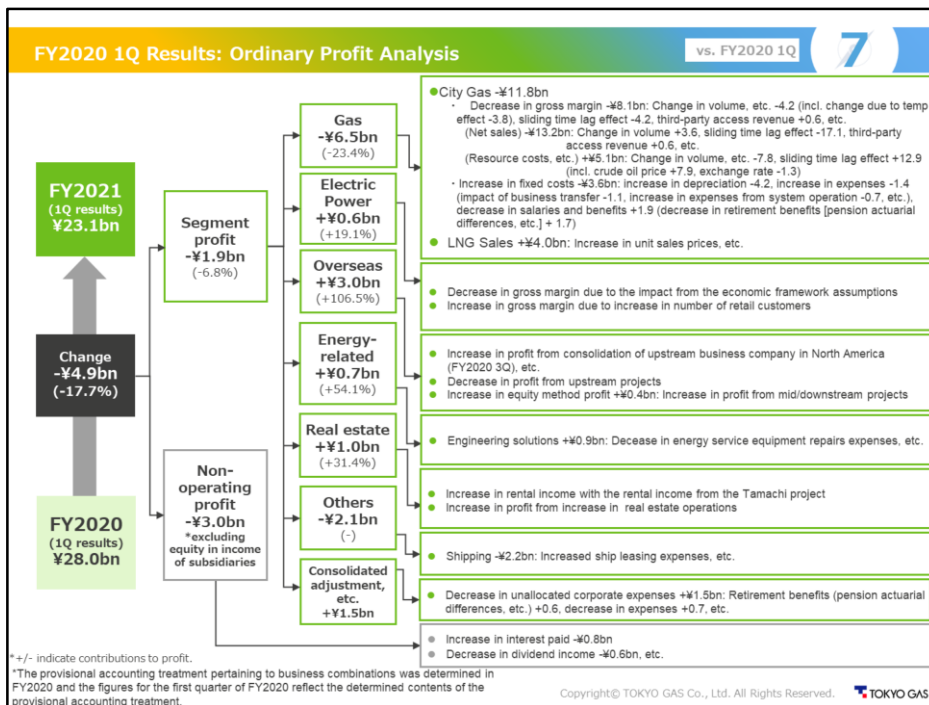 FY2020 1Q Results: Ordinary Profit Analysis
vs. FY2020 1Q
7
FY2021
(1Q results)
¥23.1bn
Change
-¥4.9bn
(-17.7%)
FY2020
(1Q results)
¥28.0bn
Segment
profit
-¥1.9bn
(-6.8%)
Non-
operating
profit
-¥3.0bn
*excluding
equity in income
of subsidiaries
Gas
-¥6.5bn
(-23.4%)
Electric
Power
+¥0.6bn
(+19.1%)
Overseas
+¥3.0bn
(+106.5%)
Energy-
related
+¥0.7bn
(+54.1%)
Real estate
+¥1.0bn
(+31.4%)
Others
-¥2.1bn
(-)
Consolidated
adjustment,
etc.
+¥1.5bn
●City Gas -¥11.8bn
・ Decrease in gross margin -¥8.1bn: Change in volume, etc. -4.2 (incl. change due to temp
effect -3.8), sliding time lag effect -4.2, third-party access revenue +0.6, etc.
(Net sales) -¥13.2bn: Change in volume +3.6, sliding time lag effect -17.1, third-party
access revenue +0.6, etc.
(Resource costs, etc.) +¥5.1bn: Change in volume, etc. -7.8, sliding time lag effect +12.9
(incl. crude oil price +7.9, exchange rate -1.3)
・Increase in fixed costs -¥3.6bn: increase in depreciation -4.2, increase in expenses -1.4
(impact of business transfer -1.1, increase in expenses from system operation -0.7, etc.),
decrease in salaries and benefits +1.9 (decrease in retirement benefits [pension actuarial
differences, etc.] + 1.7)
● LNG Sales +¥4.0bn: Increase in unit sales prices, etc.
● Decrease in gross margin due to the impact from the economic framework assumptions
● Increase in gross margin due to increase in number of retail customers
● Increase in profit from consolidation of upstream business company in North America
(FY2020 3Q), etc.
● Decrease in profit from upstream projects
● Increase in equity method profit +¥0.4bn: Increase in profit from mid/downstream projects
● Engineering solutions +¥0.9bn: Decease in energy service equipment repairs expenses, etc.
● Increase in rental income with the rental income from the Tamachi project
● Increase in profit from increase in real estate operations
● Shipping -¥2.2bn: Increased ship leasing expenses, etc.
● Decrease in unallocated corporate expenses +¥1.5bn: Retirement benefits (pension actuarial
differences, etc.) +0.6, decrease in expenses +0.7, etc.
● Increase in interest paid -¥0.8bn
● Decrease in dividend income -¥0.6bn, etc.
*+/- indicate contributions to profit.
*The provisional accounting treatment pertaining to business combinations was determined in
FY2020 and the figures for the first quarter of FY2020 reflect the determined contents of the
provisional accounting treatment.
Copyright© TOKYO GAS Co., Ltd. All Rights Reserved.
TOKYO GAS